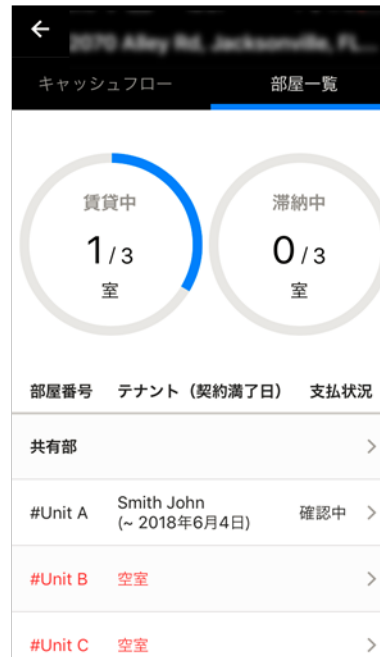 キャッシュフロー 部屋一覧
賃貸中 滞納中
1 / 3 0 / 3
室 室
部屋番号 テナント（契約満了日） 支払状況
共有部
#Unit A Smith John 確認中
(~ 2018年6月4日)
#Unit B 空室
#Unit C 空室